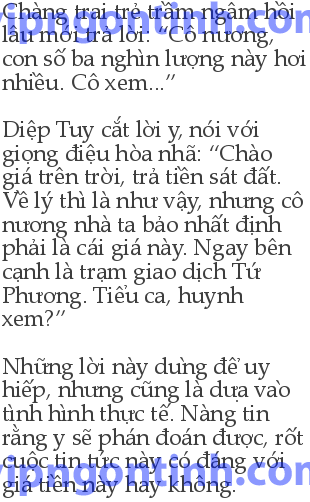 Chàng trai trẻ trầm ngâm hồi
lâu mới trả lời: “Cô nương,
con số ba nghìn lượng này hơi
nhiều. Cô xem...”
Diệp Tuy cắt lời y, nói với
giọng điệu hòa nhã: “Chào
giá trên trời, trả tiền sát đất.
Về lý thì là như vậy, nhưng cô
nương nhà ta bảo nhất định
phải là cái giá này. Ngay bên
cạnh là trạm giao dịch Tứ
Phương. Tiểu ca, huynh
xem?”
Những lời này dùng để uy
hiếp, nhưng cũng là dựa vào
tình hình thực tế. Nàng tin
rằng y sẽ phán đoán được, rốt
cuộc tin tức này có đáng với
giá tiền này hay không.